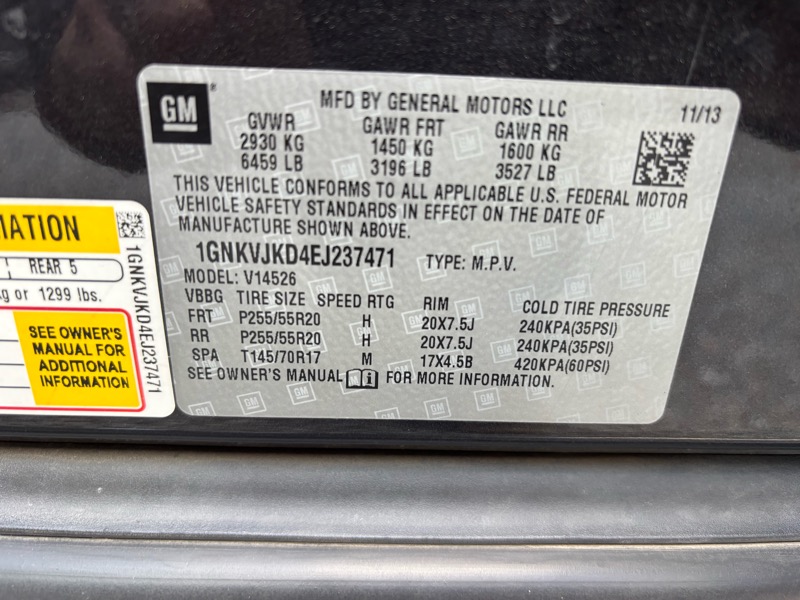 GM
MFD BY GENERAL MOTORS LLC 11/13
GVWR GAWR FRT GAWR RR
2930 KG 1450 KG 1600 KG
6459 LB 3196 LB 3527 LB
THIS VEHICLE CONFORMS TO ALL APPLICABLE U.S. FEDERAL MOTOR
VEHICLE SAFETY STANDARDS IN EFFECT ON THE DATE OF
MANUFACTURE SHOWN ABOVE.
1GNKVJKD4EJ237471 TYPE: M.P.V.
MODEL: V14526
VBBG TIRE SIZE SPEED RTG RIM COLD TIRE PRESSURE
FRT P255/55R20 H 20X7.5J 240KPA(35PSI)
RR P255/55R20 H 20X7.5J 240KPA(35PSI)
SPA T145/70R17 M 17X4.5B 420KPA(60PSI)
SEE OWNER'S MANUAL FOR MORE INFORMATION.
REAR 5
or 1299 lbs.
SEE OWNER'S
MANUAL FOR
ADDITIONAL
INFORMATION
1GNKVJKD4EJ237471